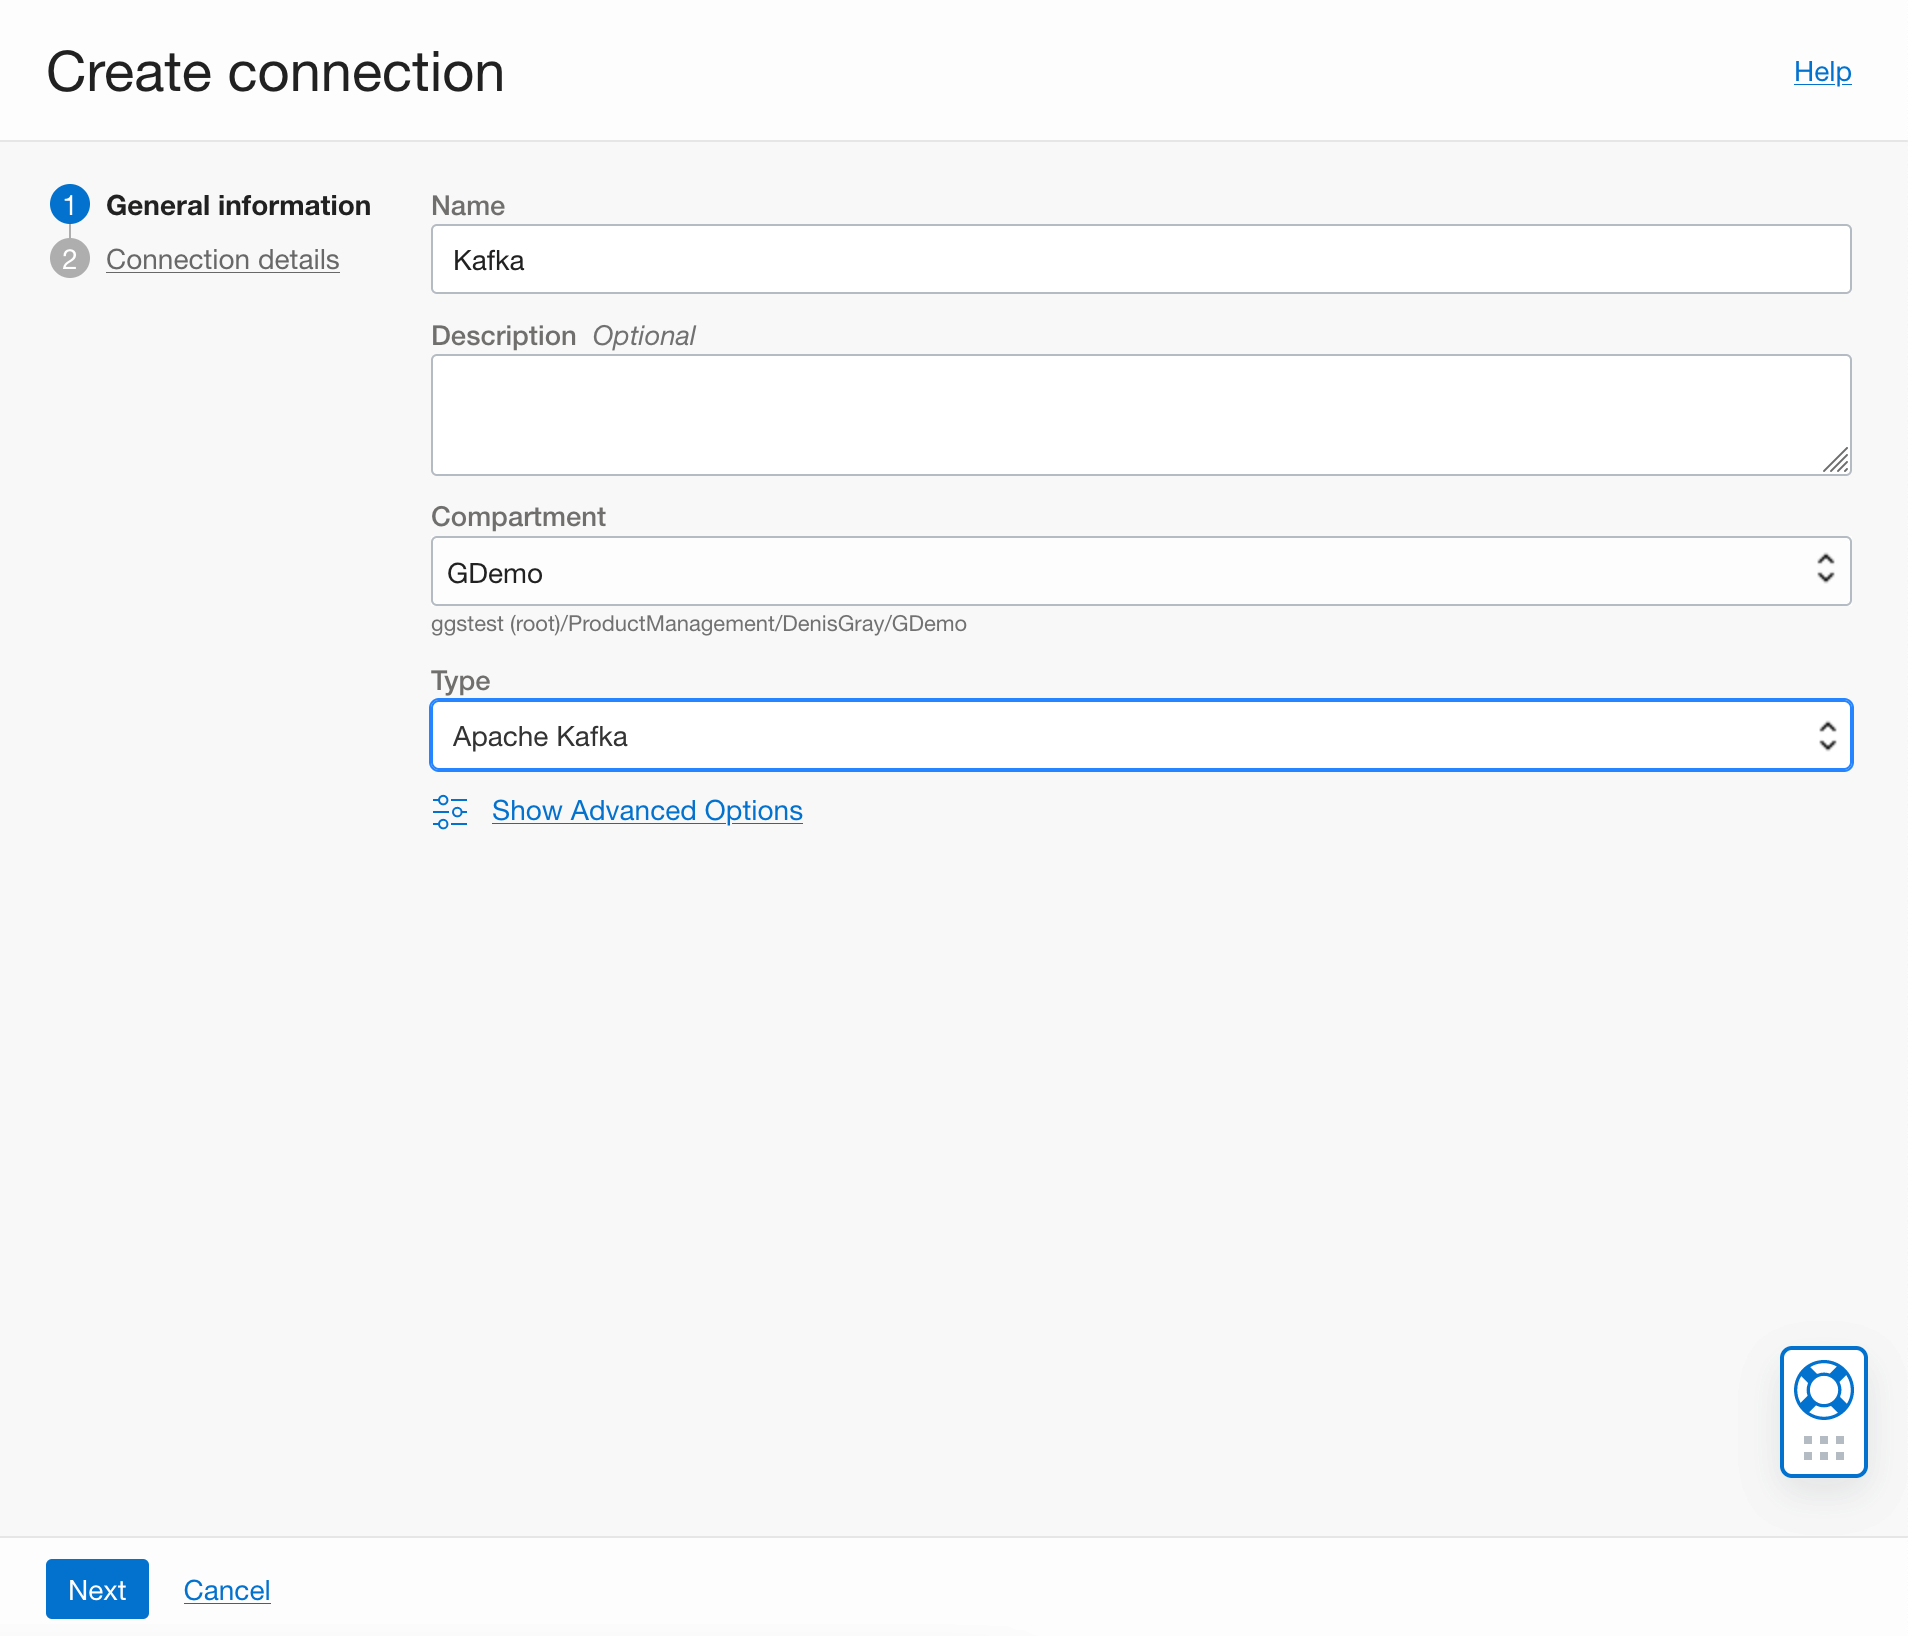 Create connection
Help
1 General information
2 Connection details
Name
Kafka
Description Optional
Compartment
GDemo
ggstest (root)/ProductManagement/DenisGray/GDemo
Type
Apache Kafka
Show Advanced Options
Next
Cancel